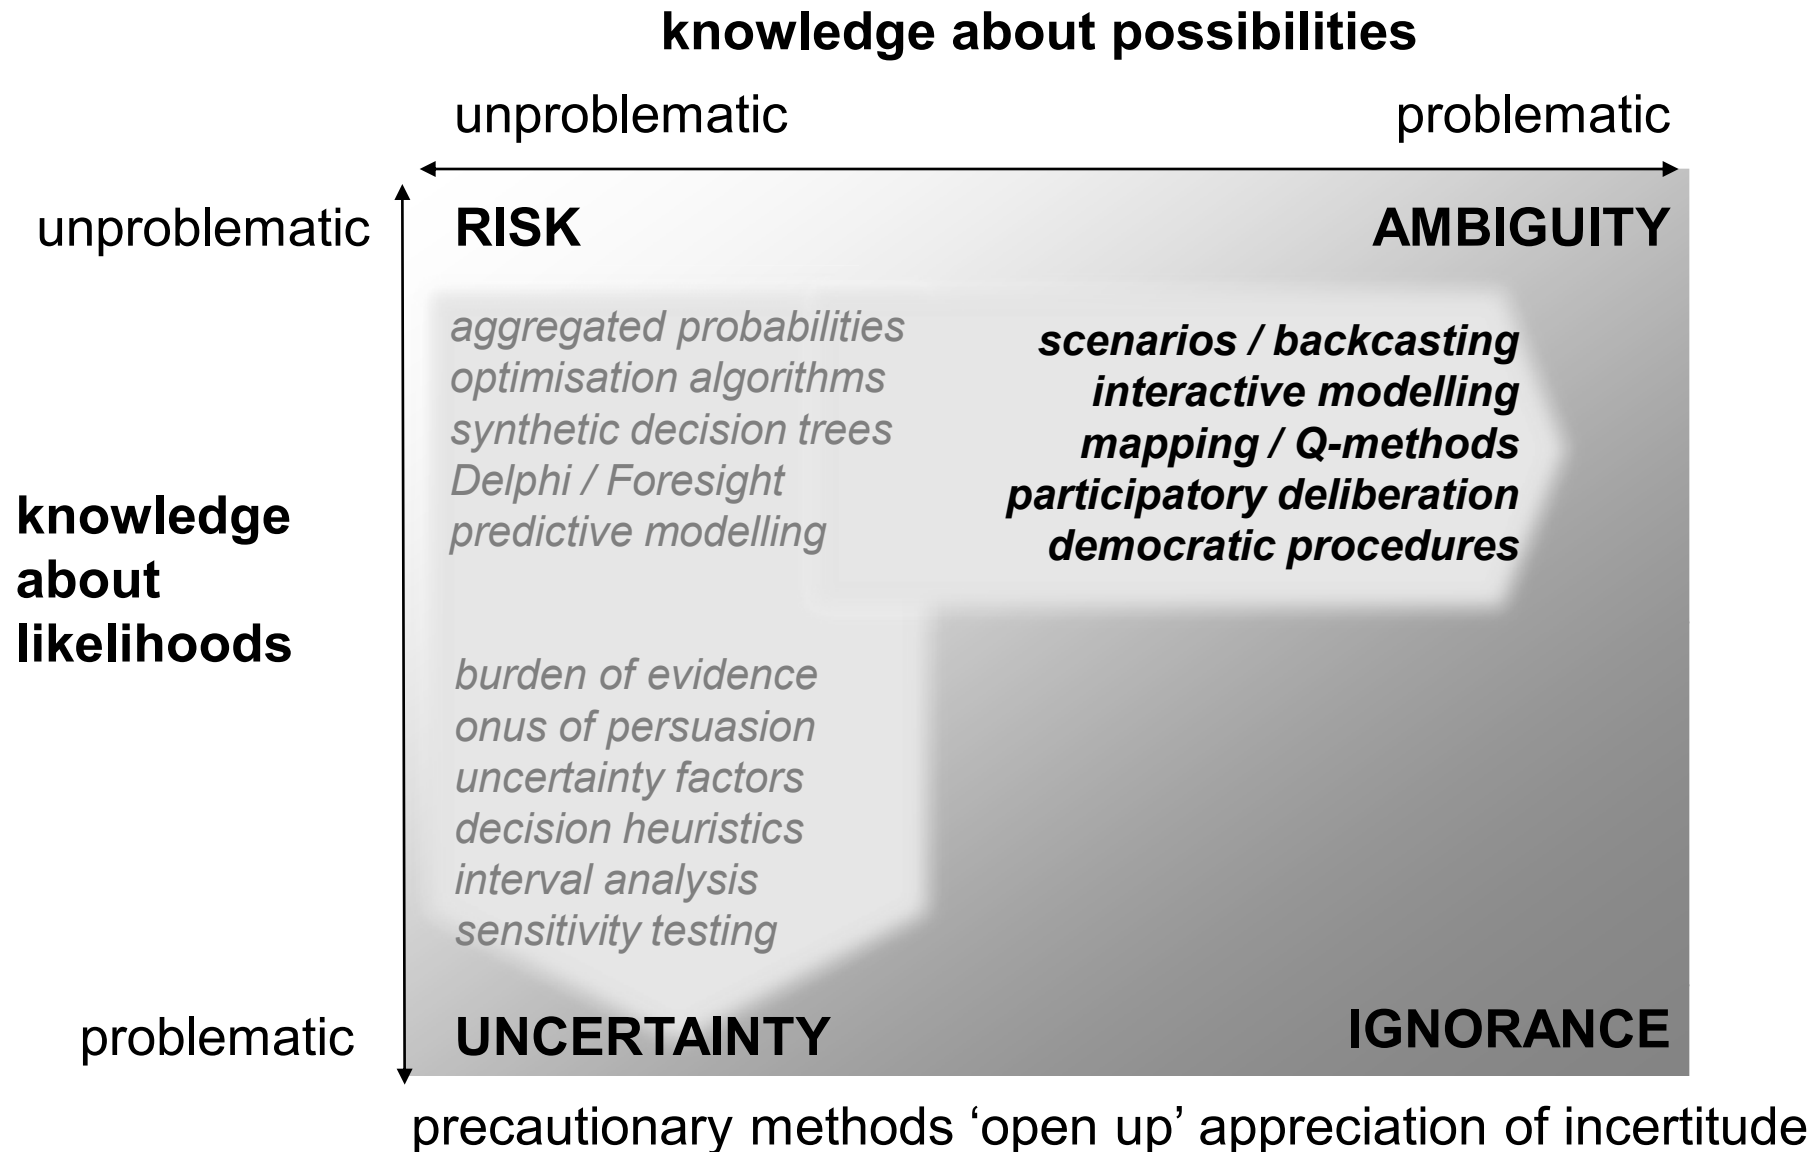 knowledge about possibilities
unproblematic
problematic
unproblematic
RISK
AMBIGUITY
aggregated probabilities
optimisation algorithms
synthetic decision trees
Delphi / Foresight
predictive modelling
scenarios / backcasting
interactive modelling
mapping / Q-methods
participatory deliberation
democratic procedures
knowledge
about
likelihoods
burden of evidence
onus of persuasion
uncertainty factors
decision heuristics
interval analysis
sensitivity testing
problematic
UNCERTAINTY
IGNORANCE
precautionary methods ‘open up’ appreciation of incertitude